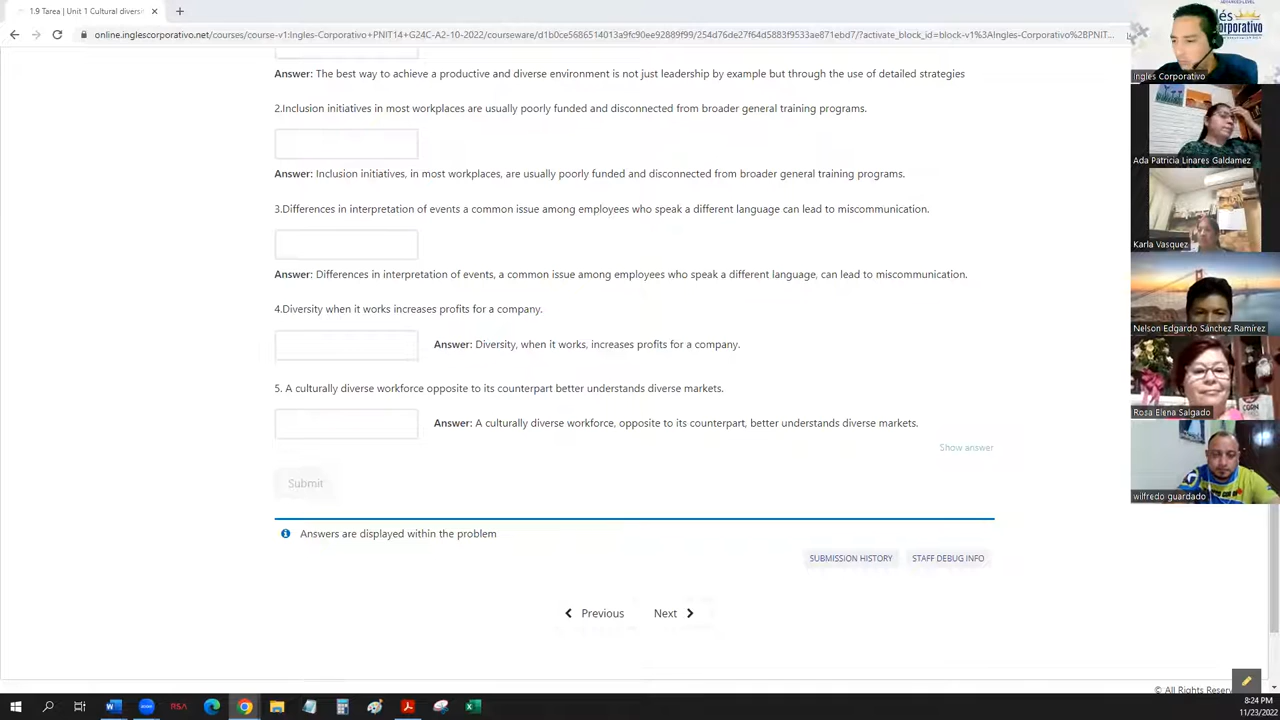 1.9 Tarea | Unit 1 Cultural diversi
online.inglescorporativo.net/courses/course-v1:Ingles-Corporativo+PNIT14+G24C-A2-10-2022/courseware/
Answer: The best way to achieve a productive and diverse environment is not just leadership by example but through the use of detailed strategies
2.Inclusion initiatives in most workplaces are usually poorly funded and disconnected from broader general training programs.
Answer: Inclusion initiatives, in most workplaces, are usually poorly funded and disconnected from broader general training programs.
3.Differences in interpretation of events a common issue among employees who speak a different language can lead to miscommunication.
Answer: Differences in interpretation of events, a common issue among employees who speak a different language, can lead to miscommunication.
4.Diversity when it works increases profits for a company.
Answer: Diversity, when it works, increases profits for a company.
5. A culturally diverse workforce opposite to its counterpart better understands diverse markets.
Answer: A culturally diverse workforce, opposite to its counterpart, better understands diverse markets.
Show answer
Submit
Answers are displayed within the problem
SUBMISSION HISTORY
STAFF DEBUG INFO
Previous
Next
© All Rights Reserv
Ingles Corporativo
Ada Patricia Linares Galdamez
Karla Vasquez
Nelson Edgardo Sánchez Ramírez
Rosa Elena Salgado
wilfredo guardado
8:24 PM
11/23/2022